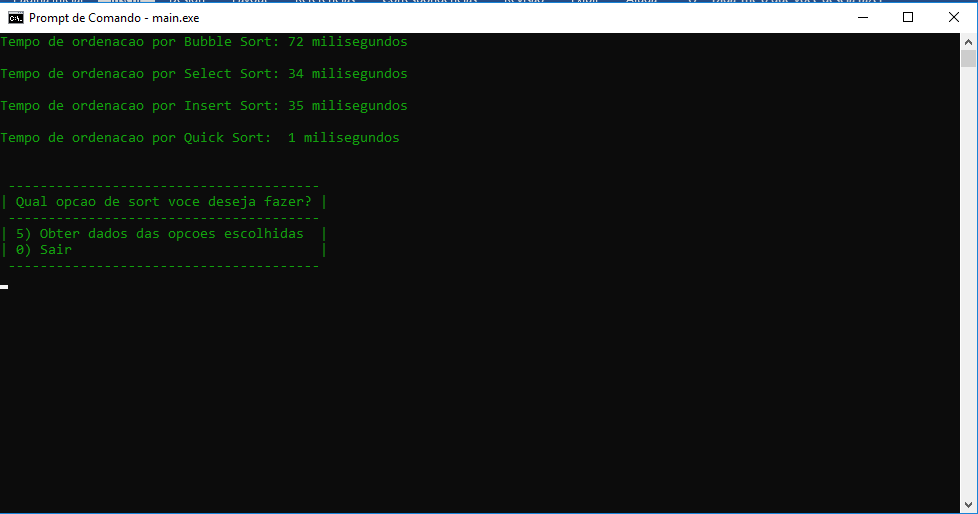 Prompt de Comando - main.exe
Tempo de ordenacao por Bubble Sort: 72 milisegundos
Tempo de ordenacao por Select Sort: 34 milisegundos
Tempo de ordenacao por Insert Sort: 35 milisegundos
Tempo de ordenacao por Quick Sort:  1 milisegundos
---------------------------------------
| Qual opcao de sort voce deseja fazer? |
---------------------------------------
| 5) Obter dados das opcoes escolhidas  |
| 0) Sair                               |
---------------------------------------